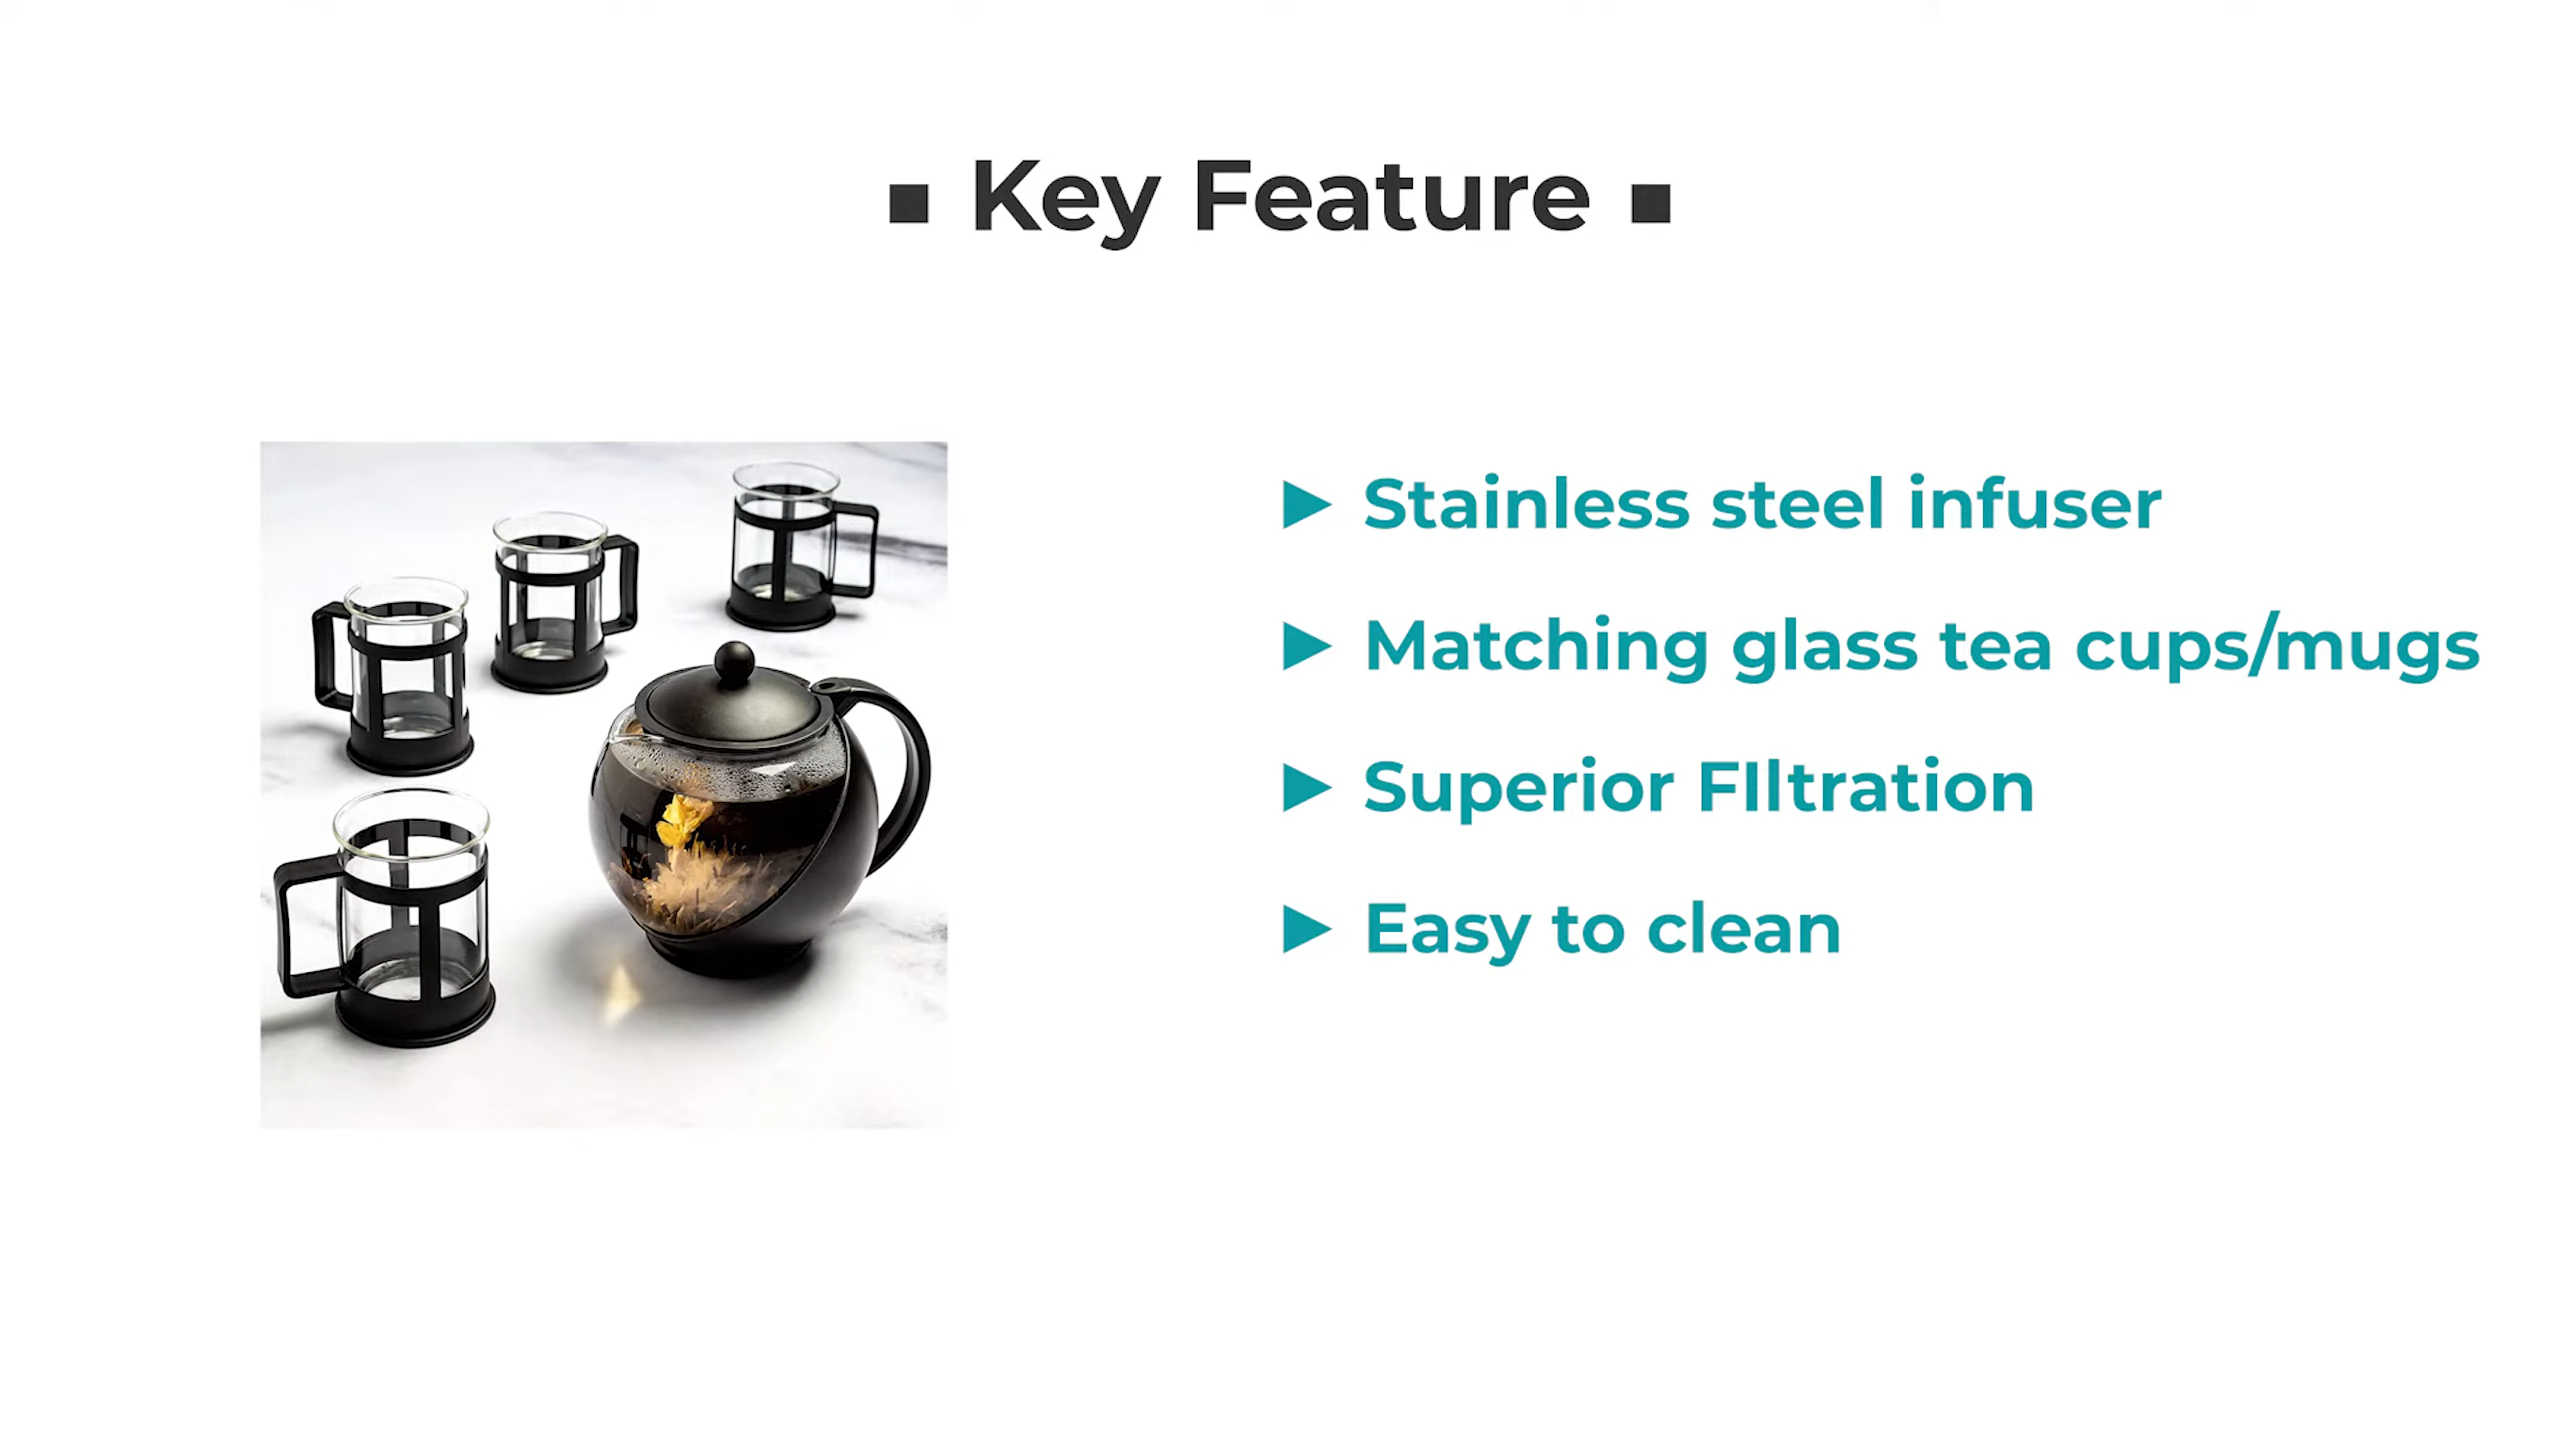 ▪ Key Feature ▪
► Stainless steel infuser
► Matching glass tea cups/mugs
► Superior FIltration
► Easy to clean